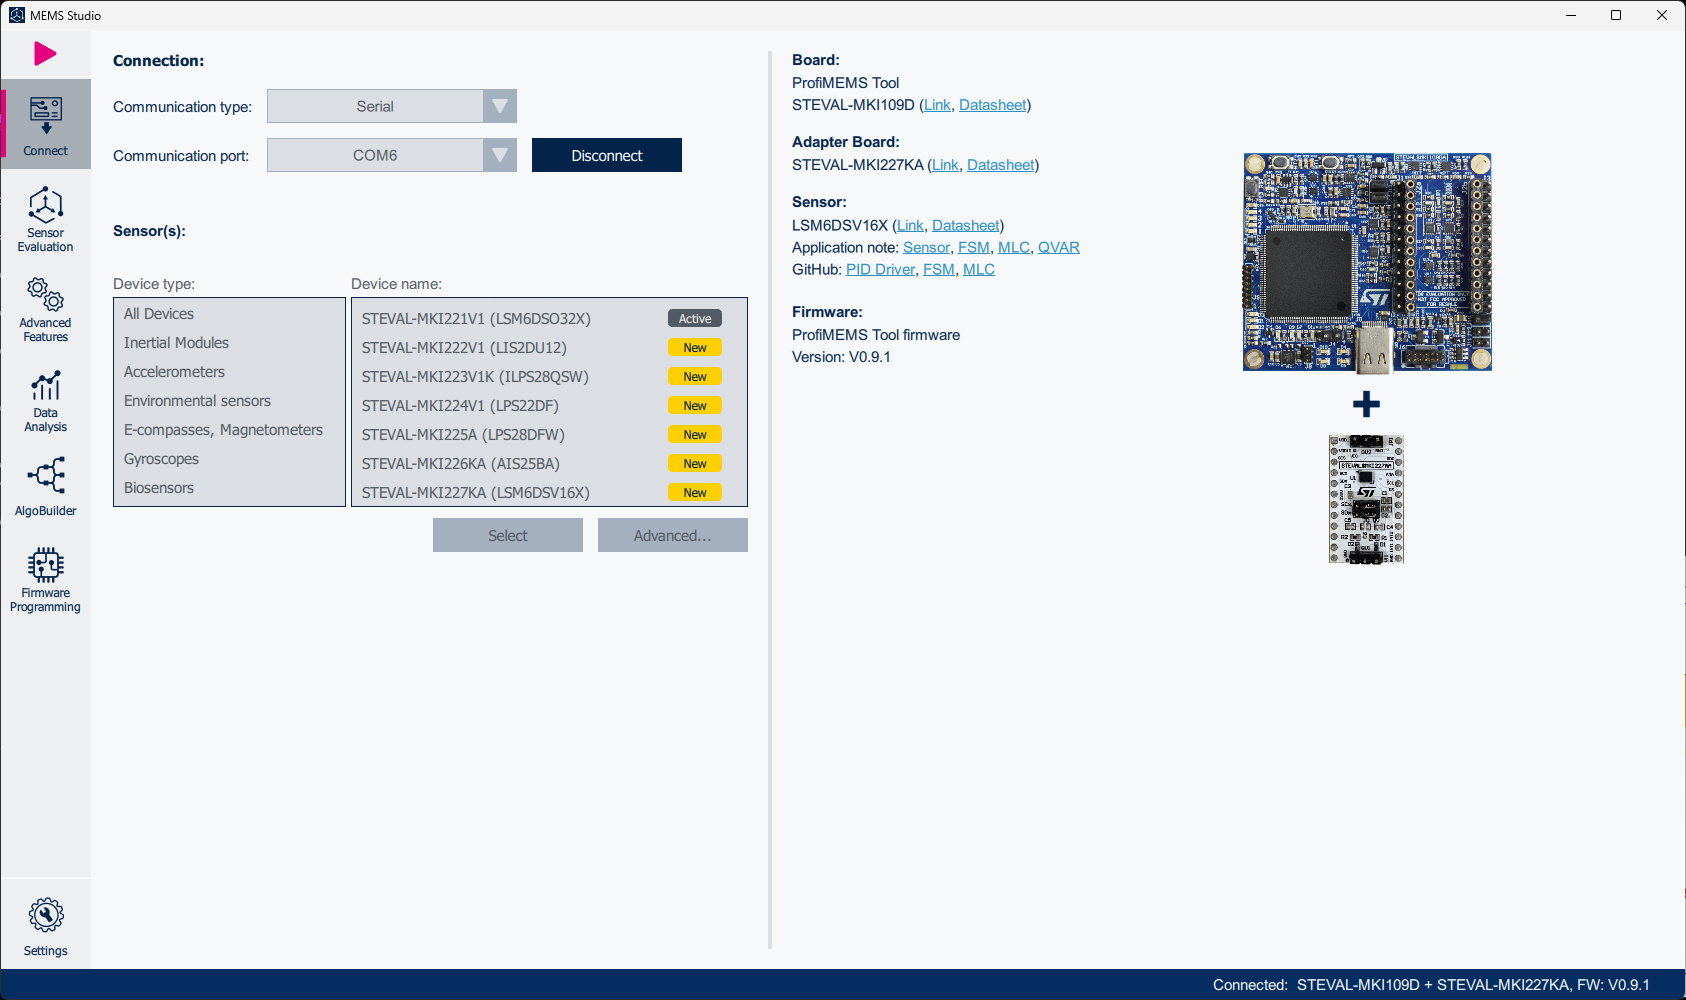 MEMS Studio
Connect
Sensor
Evaluation
Advanced
Features
Data
Analysis
AlgoBuilder
Firmware
Programming
Settings
Connection:
Communication type:
Serial
Communication port:
COM6
Disconnect
Sensor(s):
Device type:
All Devices
Inertial Modules
Accelerometers
Environmental sensors
E-compasses, Magnetometers
Gyroscopes
Biosensors
Device name:
STEVAL-MKI221V1 (LSM6DSO32X) Active
STEVAL-MKI222V1 (LIS2DU12) New
STEVAL-MKI223V1K (ILPS28QSW) New
STEVAL-MKI224V1 (LPS22DF) New
STEVAL-MKI225A (LPS28DFW) New
STEVAL-MKI226KA (AIS25BA) New
STEVAL-MKI227KA (LSM6DSV16X) New
Select
Advanced...
Board:
ProfiMEMS Tool
STEVAL-MKI109D (Link, Datasheet)
Adapter Board:
STEVAL-MKI227KA (Link, Datasheet)
Sensor:
LSM6DSV16X (Link, Datasheet)
Application note: Sensor, FSM, MLC, QVAR
GitHub: PID Driver, FSM, MLC
Firmware:
ProfiMEMS Tool firmware
Version: V0.9.1
Connected: STEVAL-MKI109D + STEVAL-MKI227KA, FW: V0.9.1